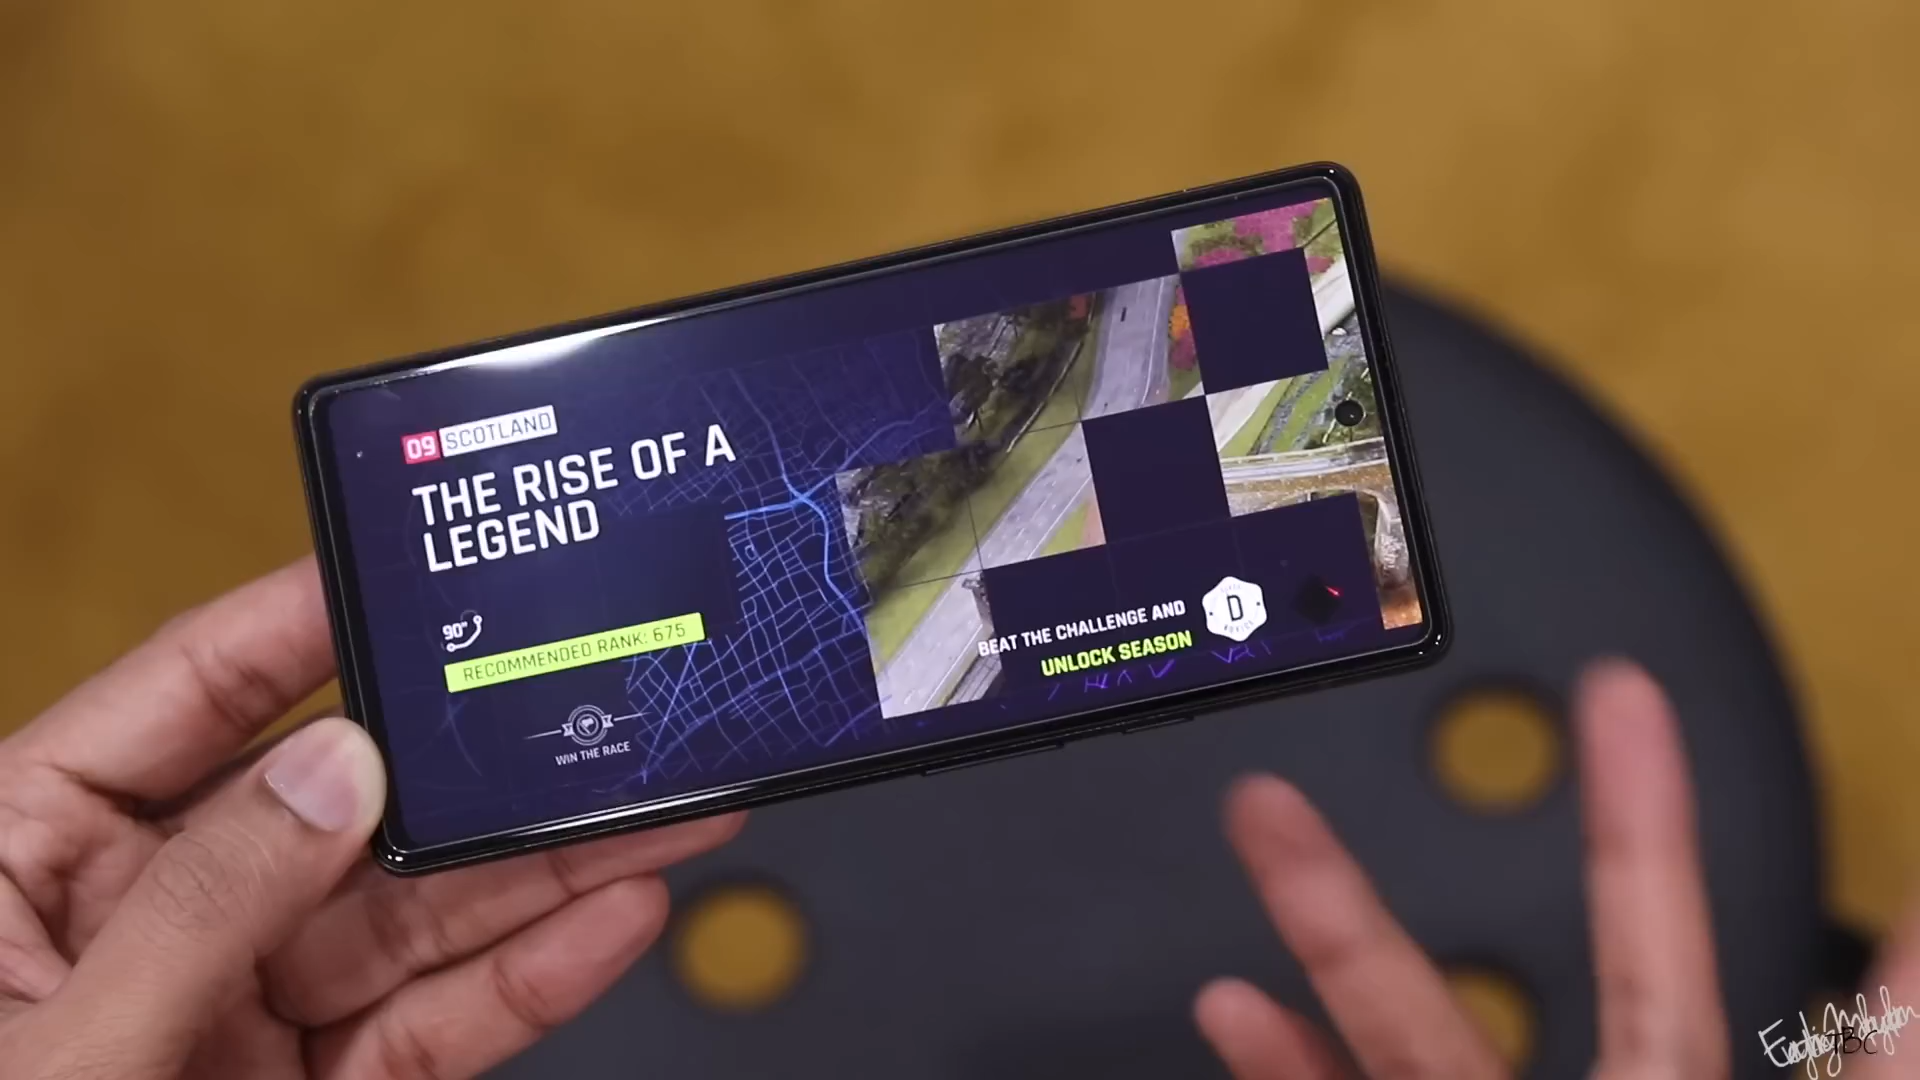 09 SCOTLAND
THE RISE OF A
LEGEND
90"
RECOMMENDED RANK: 675
WIN THE RACE
BEAT THE CHALLENGE AND
UNLOCK SEASON
D
TBC